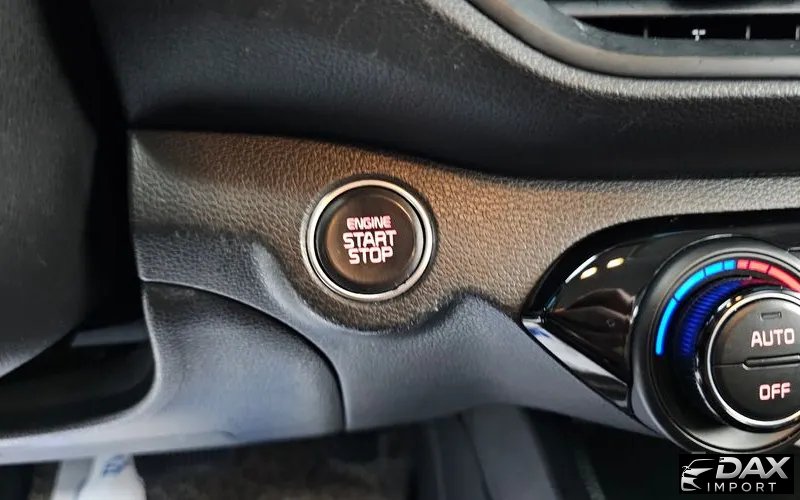 ENGINE
START
STOP
AUTO
OFF
DAX
IMPORT